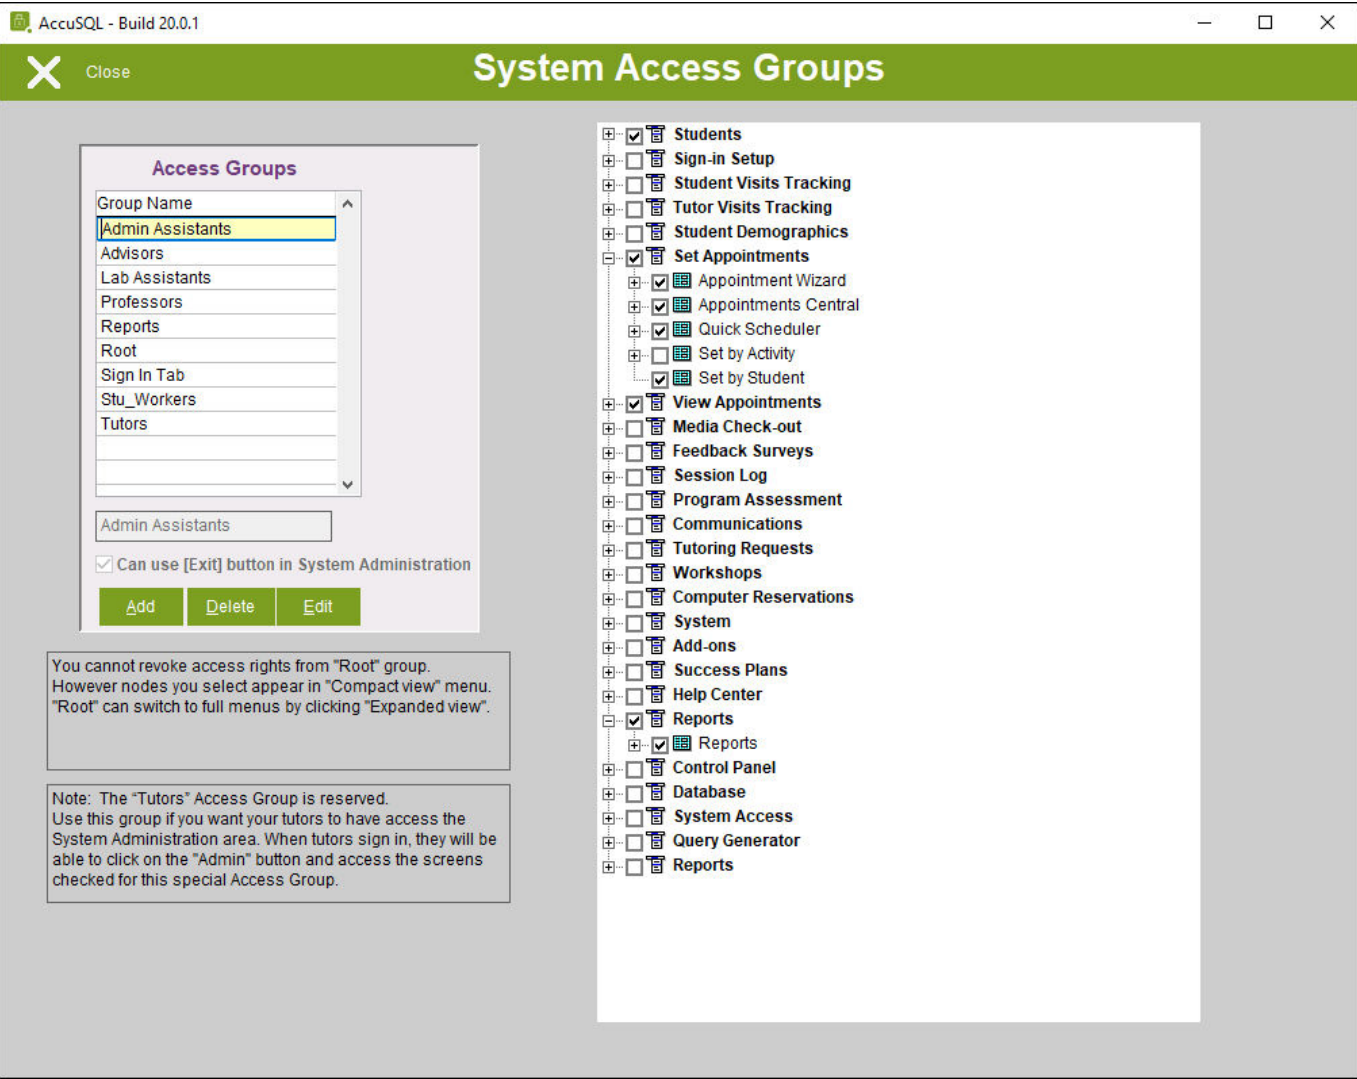 AccuSQL - Build 20.0.1
Close
System Access Groups
Access Groups
Group Name
Admin Assistants
Advisors
Lab Assistants
Professors
Reports
Root
Sign In Tab
Stu_Workers
Tutors
Admin Assistants
Can use [Exit] button in System Administration
Add
Delete
Edit
You cannot revoke access rights from "Root" group.
However nodes you select appear in "Compact view" menu.
"Root" can switch to full menus by clicking "Expanded view".
Note:  The “Tutors” Access Group is reserved.
Use this group if you want your tutors to have access the
System Administration area. When tutors sign in, they will be
able to click on the "Admin" button and access the screens
checked for this special Access Group.
Students
Sign-in Setup
Student Visits Tracking
Tutor Visits Tracking
Student Demographics
Set Appointments
Appointment Wizard
Appointments Central
Quick Scheduler
Set by Activity
Set by Student
View Appointments
Media Check-out
Feedback Surveys
Session Log
Program Assessment
Communications
Tutoring Requests
Workshops
Computer Reservations
System
Add-ons
Success Plans
Help Center
Reports
Reports
Control Panel
Database
System Access
Query Generator
Reports